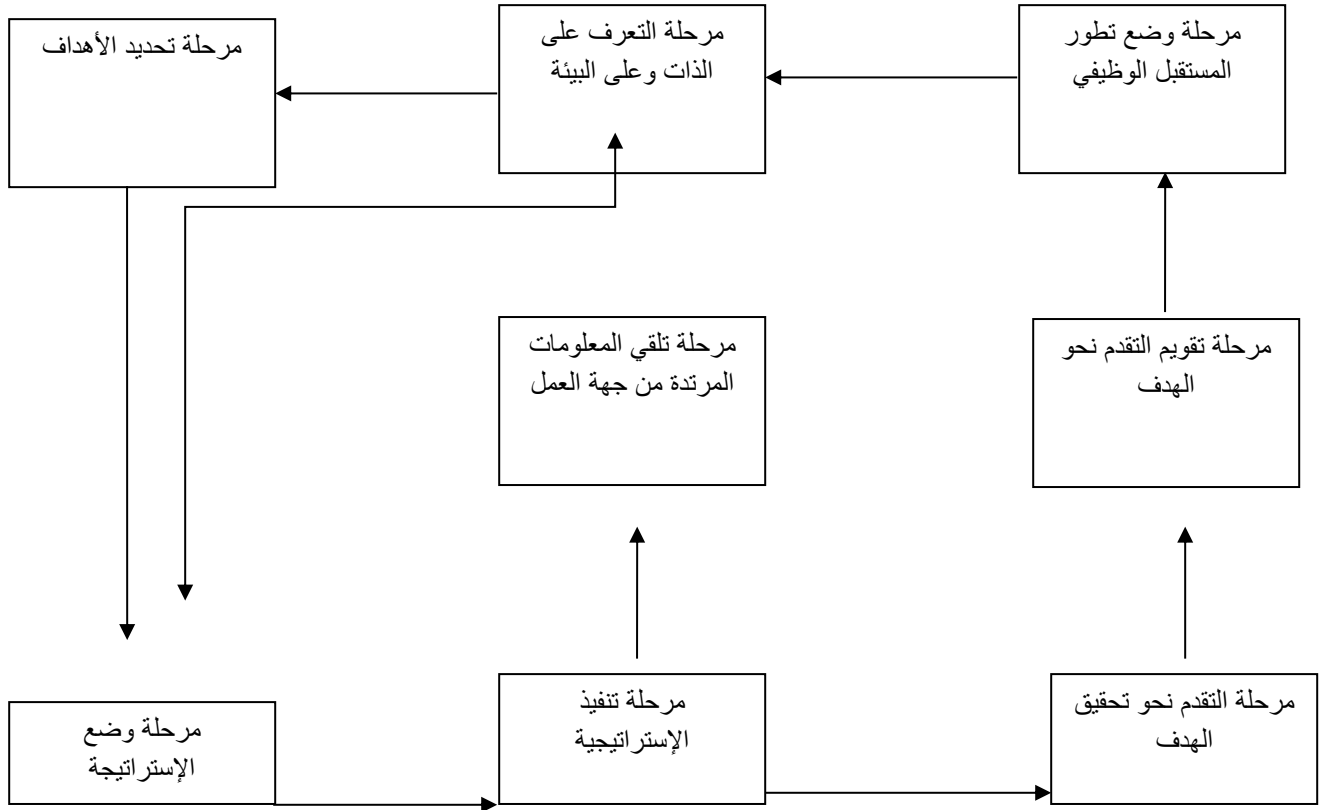 مرحلة وضع تطور
المستقبل الوظيفي
مرحلة التعرف على
الذات وعلى البيئة
مرحلة تحديد الأهداف
مرحلة تقويم التقدم نحو
الهدف
مرحلة تلقي المعلومات
المرتدة من جهة العمل
مرحلة التقدم نحو تحقيق
الهدف
مرحلة تنفيذ
الإستراتيجية
مرحلة وضع
الإستراتيجة